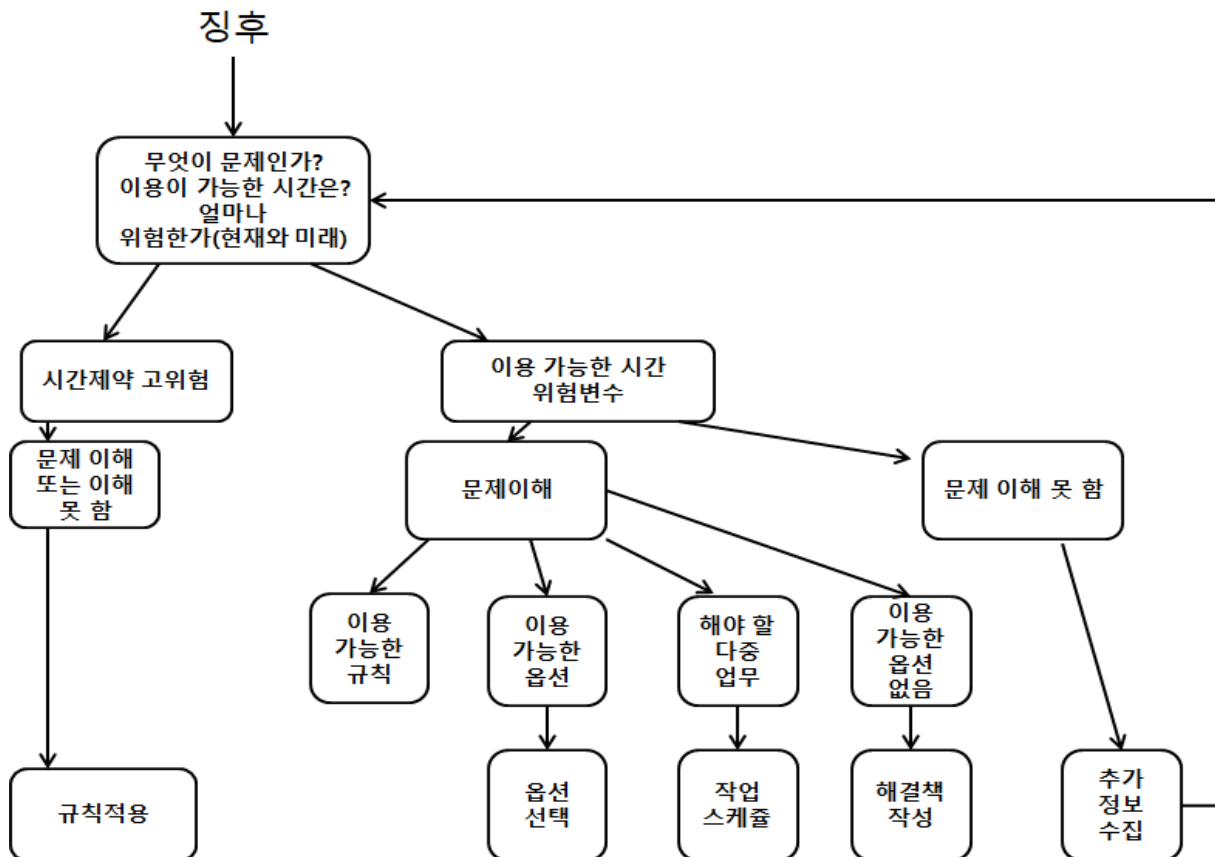 징후
무엇이 문제인가?
이용이 가능한 시간은?
얼마나
위험한가(현재와 미래)
시간제약 고위험
이용 가능한 시간
위험변수
문제 이해
또는 이해
못 함
문제이해
문제 이해 못 함
이용
가능한
규칙
이용
가능한
옵션
해야 할
다중
업무
이용
가능한
옵션
없음
규칙적용
옵션
선택
작업
스케쥴
해결책
작성
추가
정보
수집